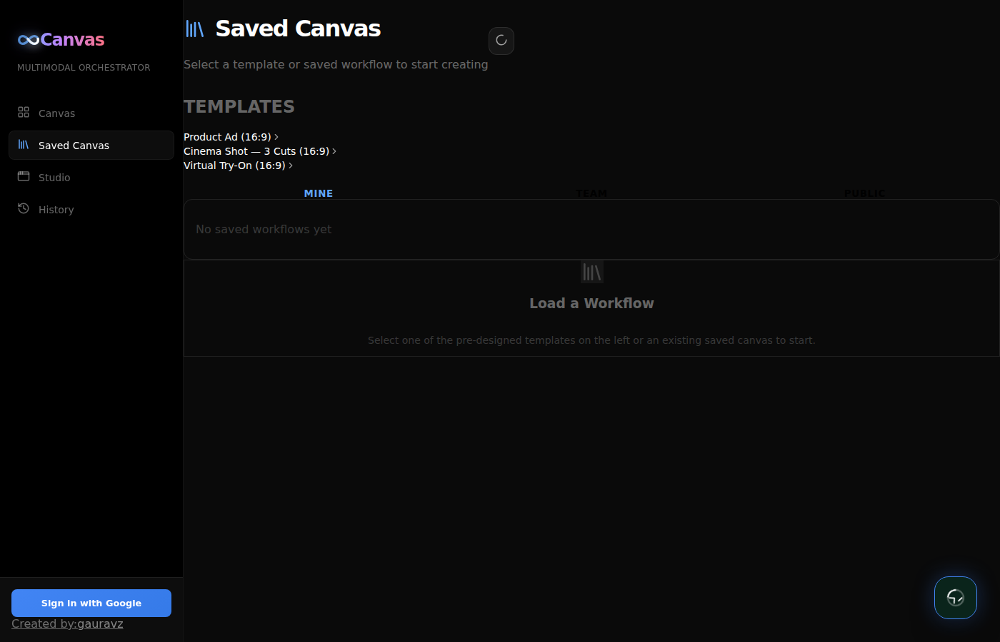 Canvas
MULTIMODAL ORCHESTRATOR
Canvas
Saved Canvas
Studio
History
Sign in with Google
Created by:gauravz
Saved Canvas
Select a template or saved workflow to start creating
TEMPLATES
Product Ad (16:9)
Cinema Shot — 3 Cuts (16:9)
Virtual Try-On (16:9)
MINE TEAM PUBLIC
No saved workflows yet
Load a Workflow
Select one of the pre-designed templates on the left or an existing saved canvas to start.